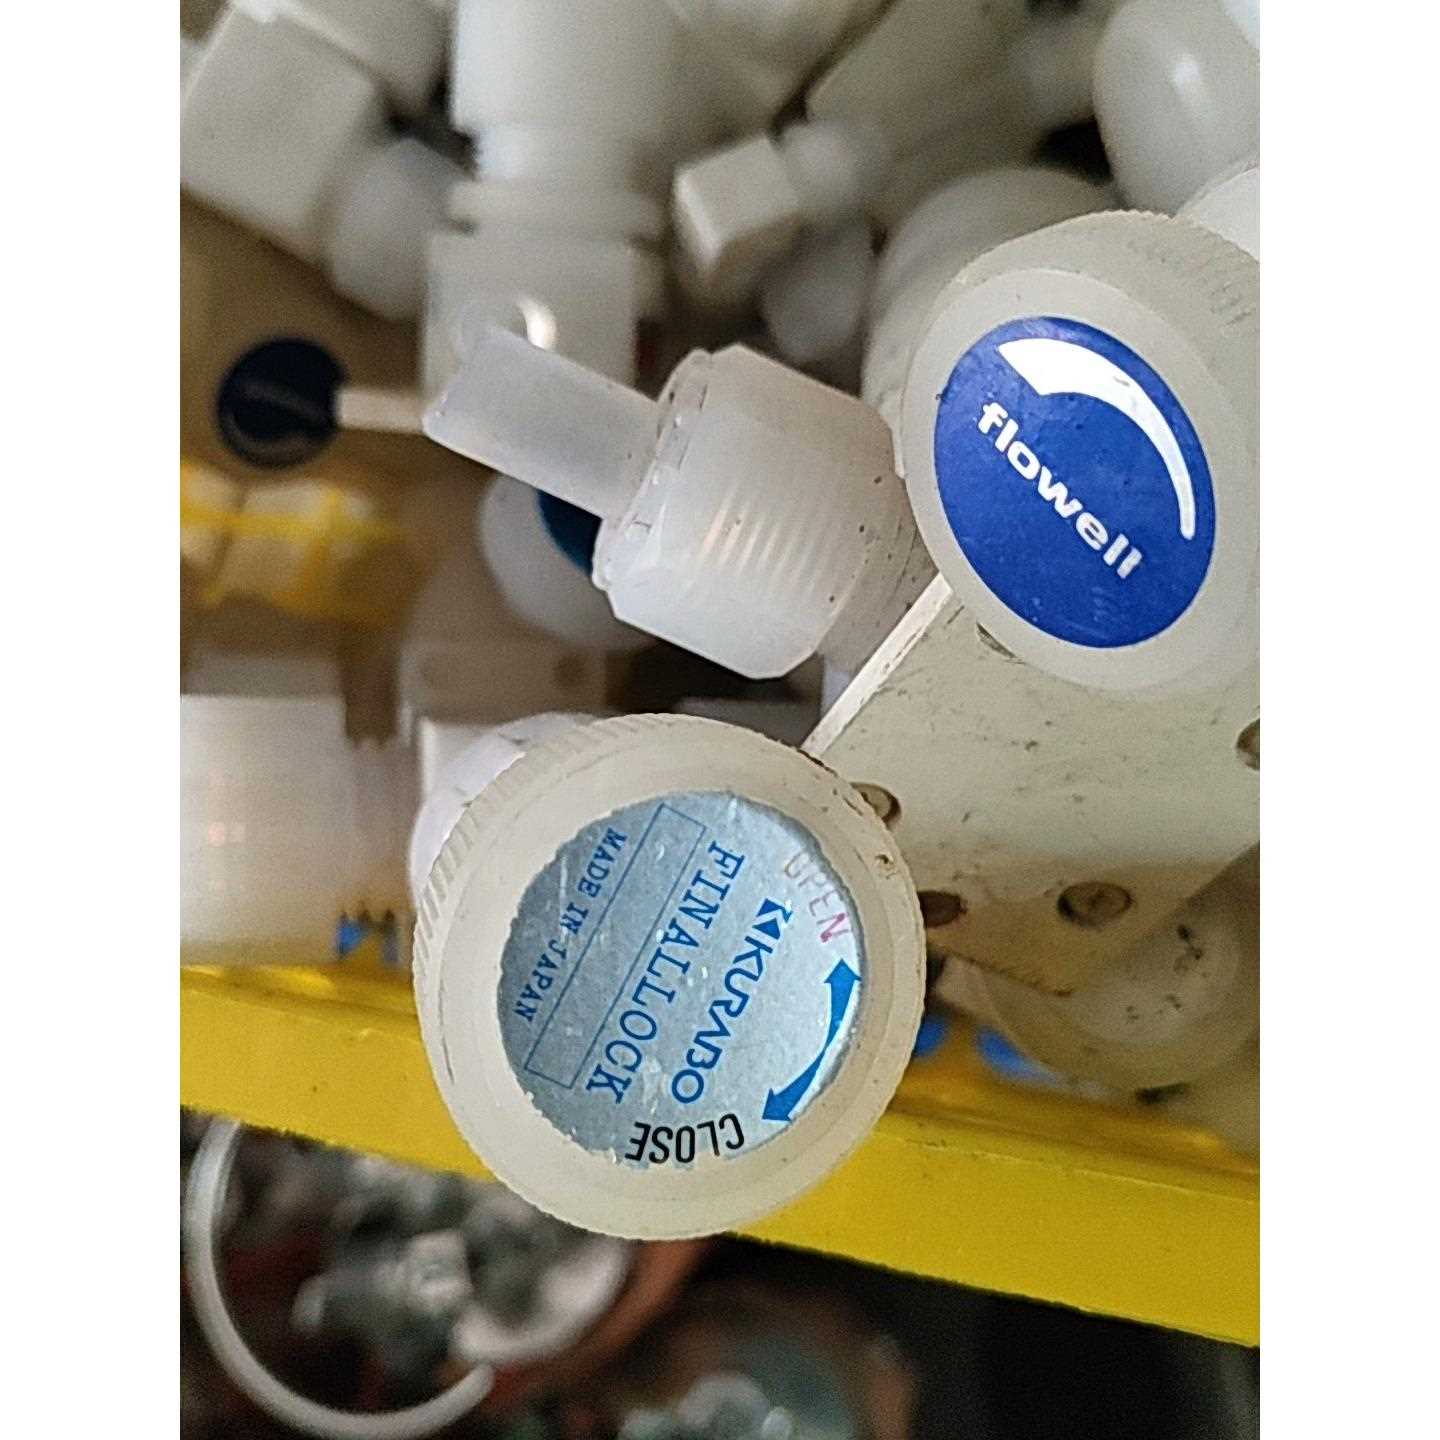 flowell
OPEN
KURABO
FINALLOCK
MADE IN JAPAN
CLOSE